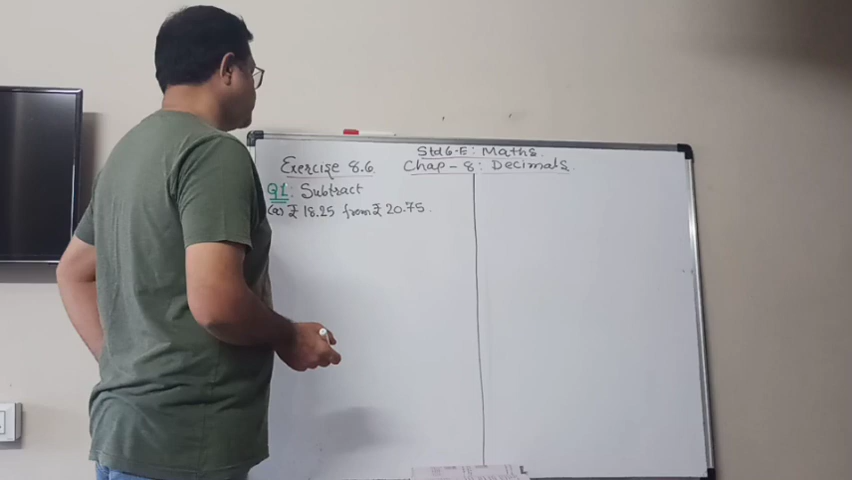 Std 6-E: Maths.
Exercise 8.6. Chap - 8: Decimals.
Q1: Subtract
(a) ₹ 18.25 from ₹ 20.75.